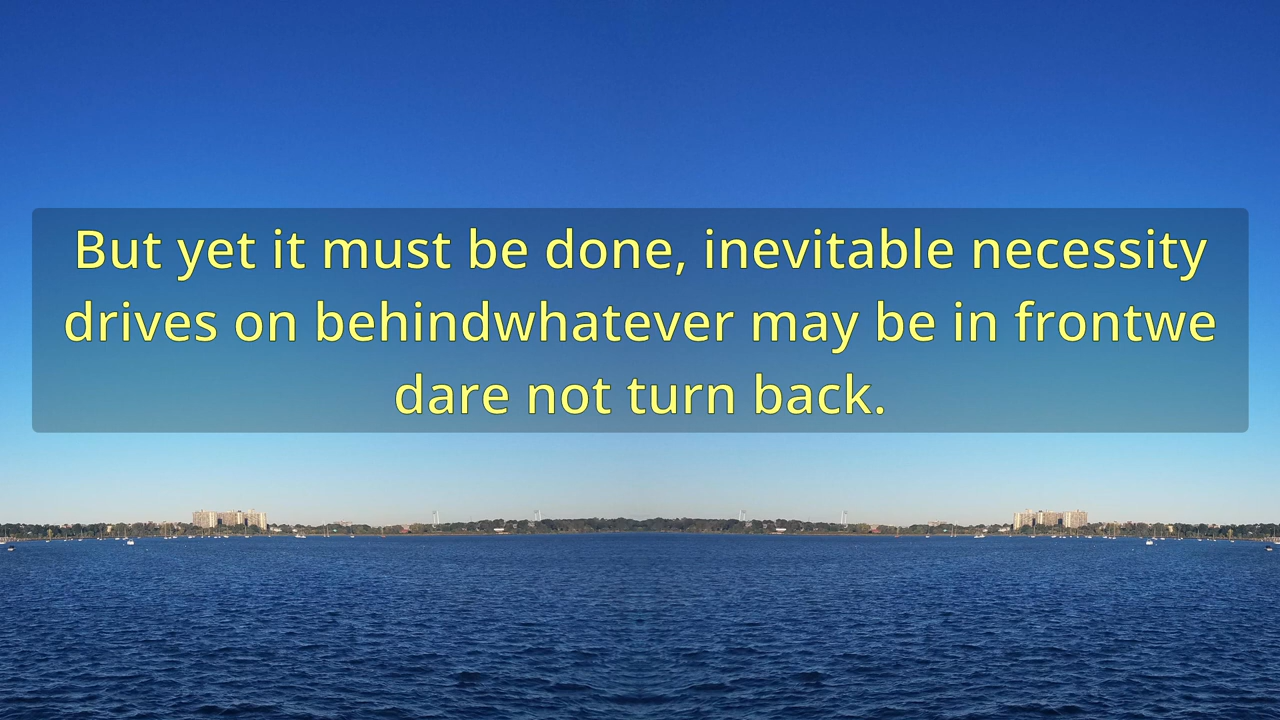 But yet it must be done, inevitable necessity
drives on behindwhatever may be in frontwe
dare not turn back.